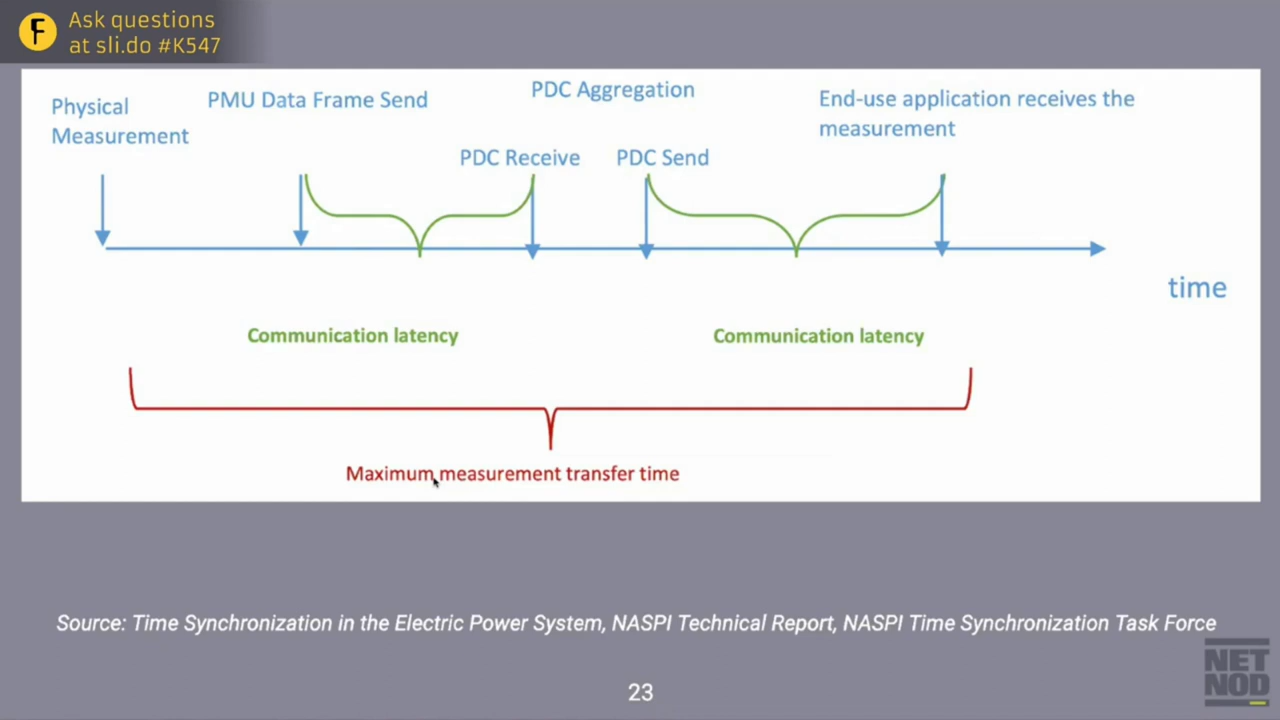 Ask questions
at sli.do #K547
Physical
Measurement
PMU Data Frame Send
PDC Aggregation
PDC Receive
PDC Send
End-use application receives the
measurement
time
Communication latency
Communication latency
Maximum measurement transfer time
Source: Time Synchronization in the Electric Power System, NASPI Technical Report, NASPI Time Synchronization Task Force
23
NET
NOD